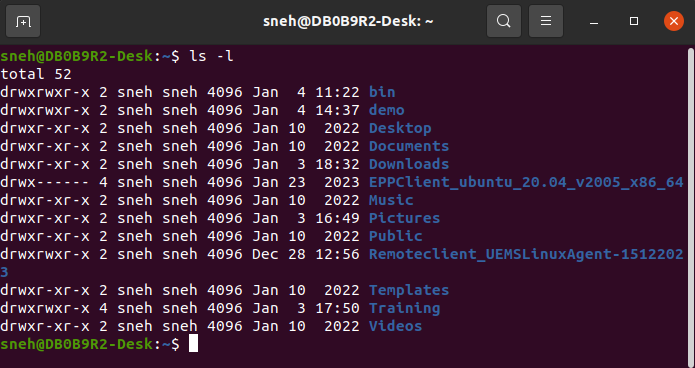 sneh@DB0B9R2-Desk: ~
sneh@DB0B9R2-Desk:~$ ls -l
total 52
drwxrwxr-x 2 sneh sneh 4096 Jan  4 11:22 bin
drwxrwxr-x 2 sneh sneh 4096 Jan  4 14:37 demo
drwxr-xr-x 2 sneh sneh 4096 Jan 10  2022 Desktop
drwxr-xr-x 2 sneh sneh 4096 Jan 10  2022 Documents
drwxr-xr-x 2 sneh sneh 4096 Jan  3 18:32 Downloads
drwx------ 4 sneh sneh 4096 Jan 23  2023 EPPClient_ubuntu_20.04_v2005_x86_64
drwxr-xr-x 2 sneh sneh 4096 Jan 10  2022 Music
drwxr-xr-x 2 sneh sneh 4096 Jan  3 16:49 Pictures
drwxr-xr-x 2 sneh sneh 4096 Jan 10  2022 Public
drwxrwxr-x 2 sneh sneh 4096 Dec 28 12:56 Remoteclient_UEMSLinuxAgent-1512202
3
drwxr-xr-x 2 sneh sneh 4096 Jan 10  2022 Templates
drwxrwxr-x 4 sneh sneh 4096 Jan  3 17:50 Training
drwxr-xr-x 2 sneh sneh 4096 Jan 10  2022 Videos
sneh@DB0B9R2-Desk:~$